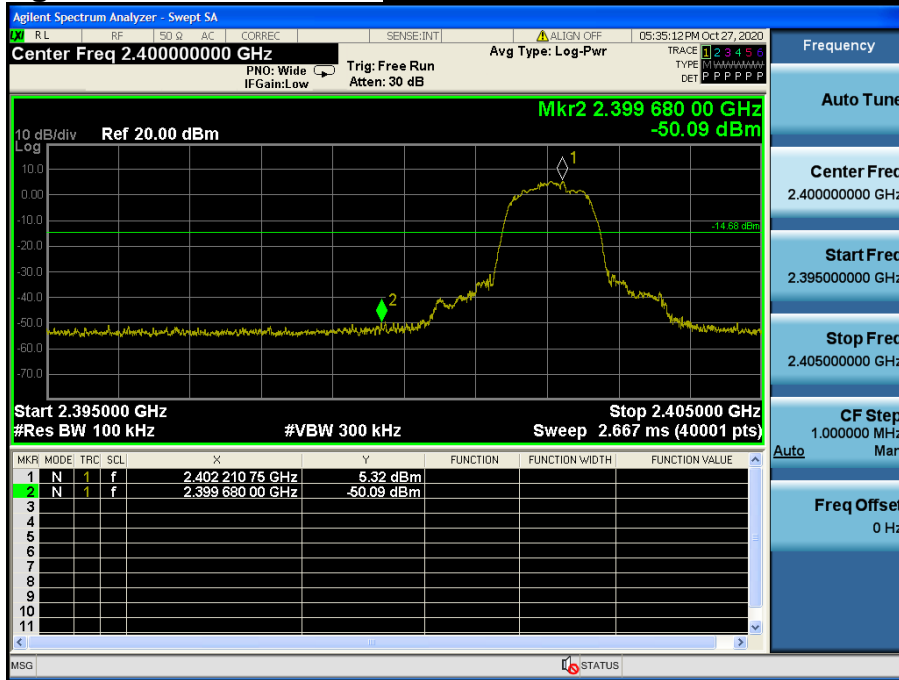 Agilent Spectrum Analyzer - Swept SA
LXI RL RF 50 Ω AC CORREC SENSE:INT ALIGN OFF 05:35:12 PM Oct 27, 2020
Center Freq 2.400000000 GHz
PNO: Wide
IFGain:Low
Trig: Free Run
Atten: 30 dB
Avg Type: Log-Pwr
TRACE 1 2 3 4 5 6
TYPE M WWWWW
DET P P P P P P
Mkr2 2.399 680 00 GHz
-50.09 dBm
10 dB/div Ref 20.00 dBm
Log
10.0
0.00
-10.0
-20.0
-30.0
-40.0
-50.0
-60.0
-70.0
1
2
-14.68 dBm
Start 2.395000 GHz Stop 2.405000 GHz
#Res BW 100 kHz #VBW 300 kHz Sweep 2.667 ms (40001 pts)
MKR MODE TRC SCL X Y FUNCTION FUNCTION WIDTH FUNCTION VALUE
1 N 1 f 2.402 210 75 GHz 5.32 dBm
2 N 1 f 2.399 680 00 GHz -50.09 dBm
3
4
5
6
7
8
9
10
11
MSG STATUS
Frequency
Auto Tune
Center Freq
2.400000000 GHz
Start Freq
2.395000000 GHz
Stop Freq
2.405000000 GHz
CF Step
1.000000 MHz
Auto Man
Freq Offset
0 Hz